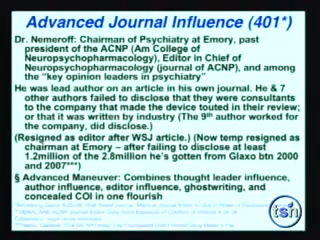 Advanced Journal Influence (401*)
Dr. Nemeroff: Chairman of Psychiatry at Emory, past
president of the ACNP (Am College of
Neuropsychopharmacology), Editor in Chief of
Neuropsychopharmacology (journal of ACNP), and among
the “key opinion leaders in psychiatry”
He was lead author on an article in his own journal. He & 7
other authors failed to disclose that they were consultants
to the company that made the device touted in their review;
or that it was written by industry (The 9th author worked for
the company, did disclose.)
(Resigned as editor after WSJ article.) (Now temp resigned as
chairman at Emory – after failing to disclose at least
1.2million of the 2.8million he's gotten from Glaxo btn 2000
and 2007***)
§ Advanced Maneuver: Combines thought leader influence,
author influence, editor influence, ghostwriting, and
concealed COI in one flourish
tsn